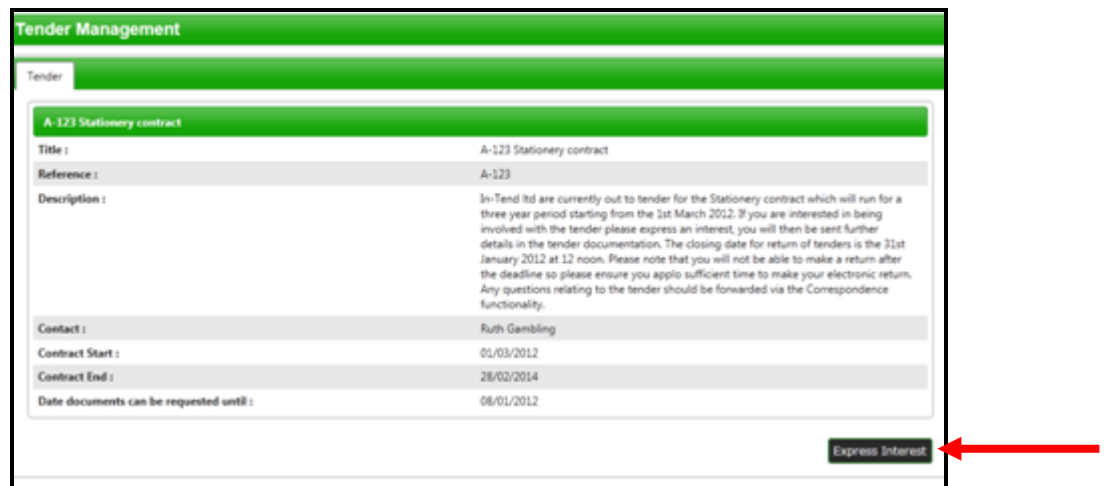 Tender Management
Tender
A-123 Stationery contract
Title : A-123 Stationery contract
Reference : A-123
Description : In-Tend ltd are currently out to tender for the Stationery contract which will run for a
three year period starting from the 1st March 2012. If you are interested in being
involved with the tender please express an interest, you will then be sent further
details in the tender documentation. The closing date for return of tenders is the 31st
January 2012 at 12 noon. Please note that you will not be able to make a return after
the deadline so please ensure you applo sufficient time to make your electronic return.
Any questions relating to the tender should be forwarded via the Correspondence
functionality.
Contact : Ruth Gambling
Contract Start : 01/03/2012
Contract End : 28/02/2014
Date documents can be requested until : 08/01/2012
Express Interest